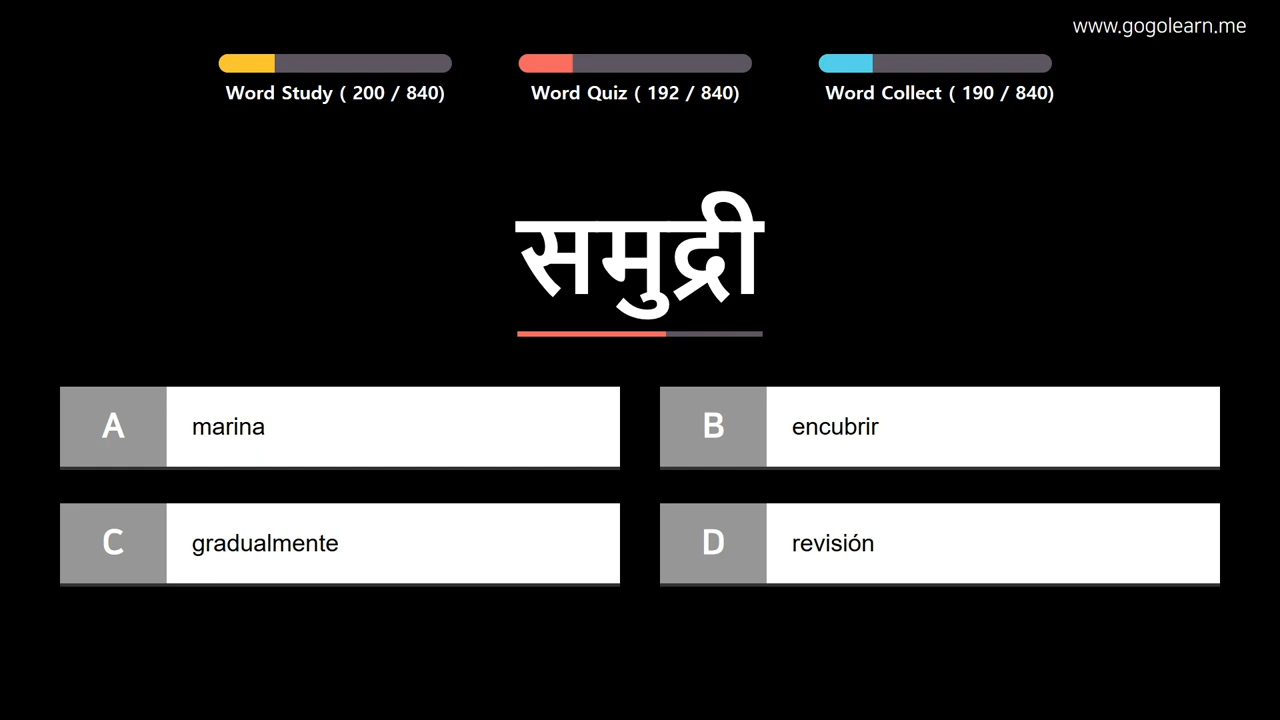 www.gogolearn.me
Word Study ( 200 / 840)
Word Quiz ( 192 / 840)
Word Collect ( 190 / 840)
समुद्री
A marina
B encubrir
C gradualmente
D revisión